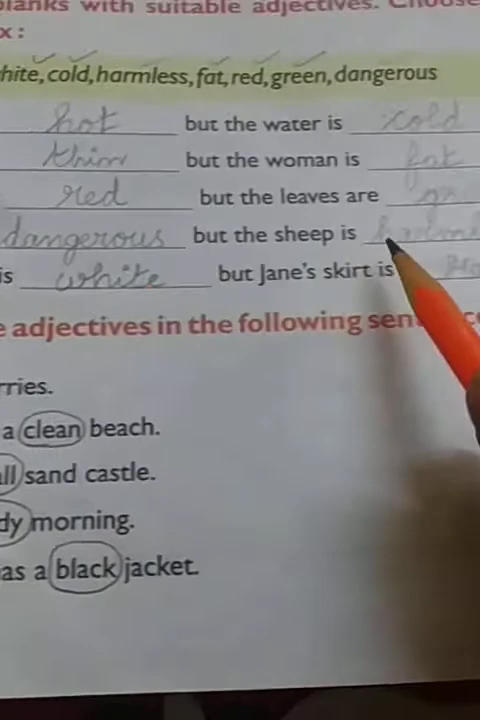 blanks with suitable adjectives. Choose
x:
hite, cold, harmless, fat, red, green, dangerous
hot but the water is cold
thin but the woman is fat
red but the leaves are
dangerous but the sheep is
is white but Jane's skirt is
e adjectives in the following
rries.
a clean beach.
all sand castle.
dy morning.
as a black jacket.